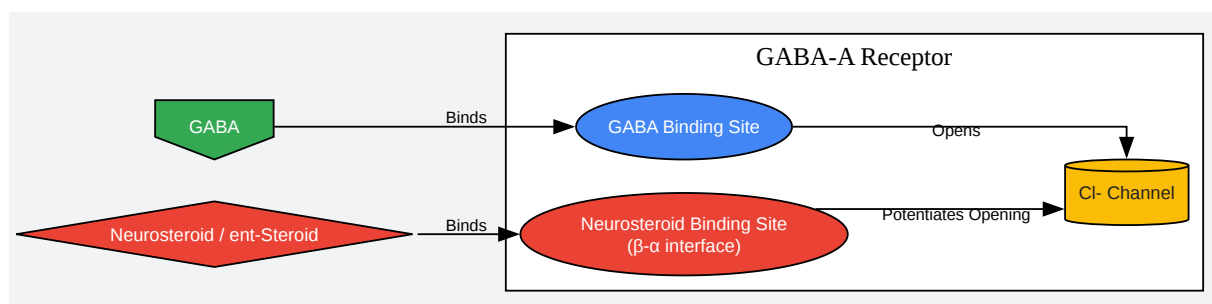 GABA-A Receptor
GABA
Binds
GABA Binding Site
Opens
Cl- Channel
Neurosteroid / ent-Steroid
Binds
Neurosteroid Binding Site
(β-α interface)
Potentiates Opening